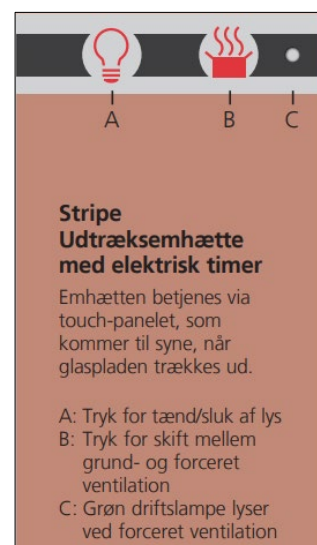 A B C
Stripe
Udtræksemhætte
med elektrisk timer
Emhætten betjenes via
touch-panelet, som
kommer til syne, når
glaspladen trækkes ud.
A: Tryk for tænd/sluk af lys
B: Tryk for skift mellem
grund- og forceret
ventilation
C: Grøn driftslampe lyser
ved forceret ventilation